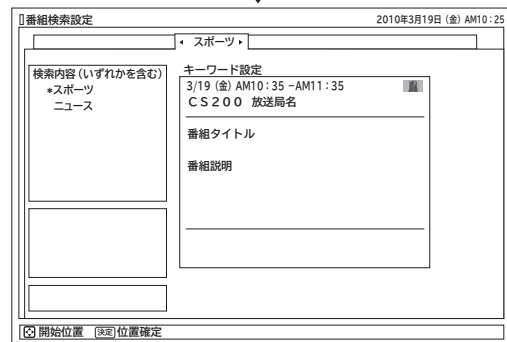 番組検索設定
2010年3月19日(金) AM10:25
スポーツ
検索内容(いずれかを含む)
*スポーツ
ニュース
キーワード設定
3/19(金) AM10:35-AM11:35
CS200 放送局名
番組タイトル
番組説明
開始位置 決定 位置確定